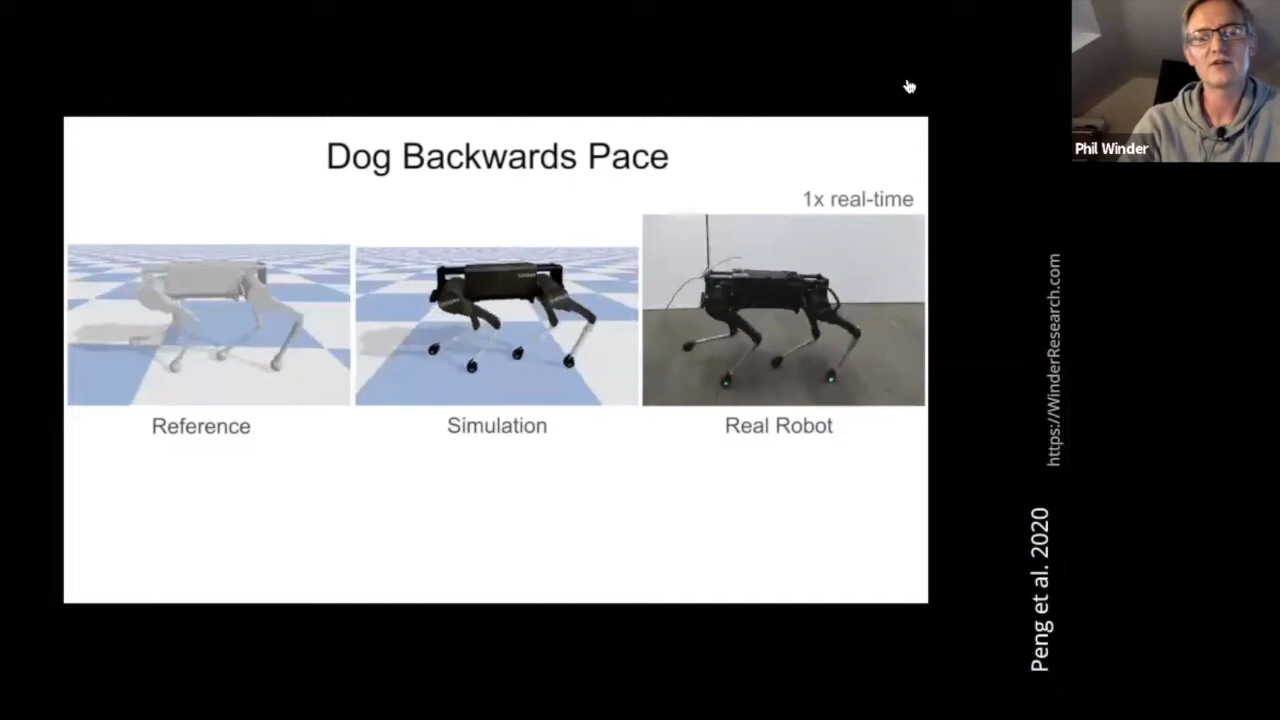 Dog Backwards Pace
1x real-time
Reference
Simulation
Real Robot
Phil Winder
https://WinderResearch.com
Peng et al. 2020